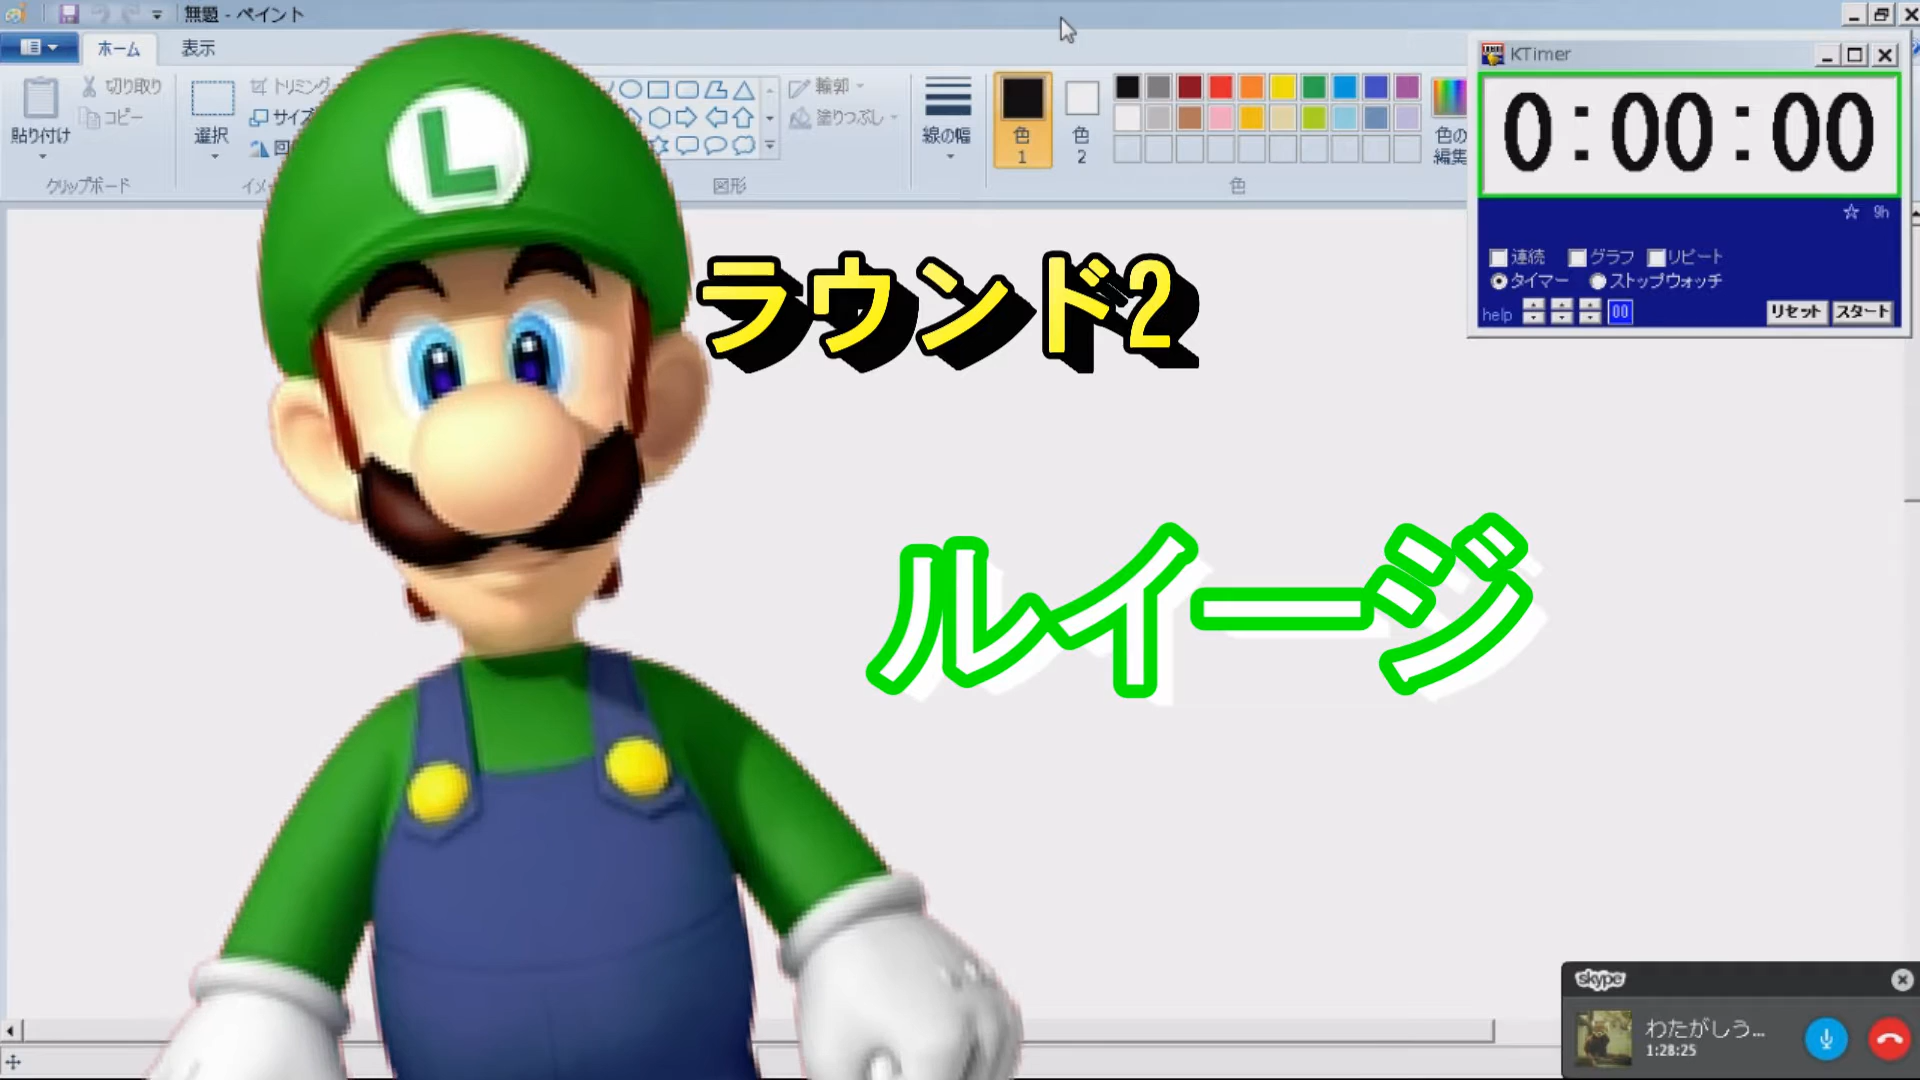 無題 - ペイント
KTimer
ホーム
表示
切り取り
コピー
貼り付け
クリップボード
選択
トリミング
図形
輪郭
塗りつぶし
線の幅
色
1
色
2
色の
編集
色
0:00:00
☆ 9h
連続 グラフ リピート
タイマー ストップウォッチ
help 00 リセット スタート
L
ラウンド2
ルイージ
skype
わたがしう...
1:28:25